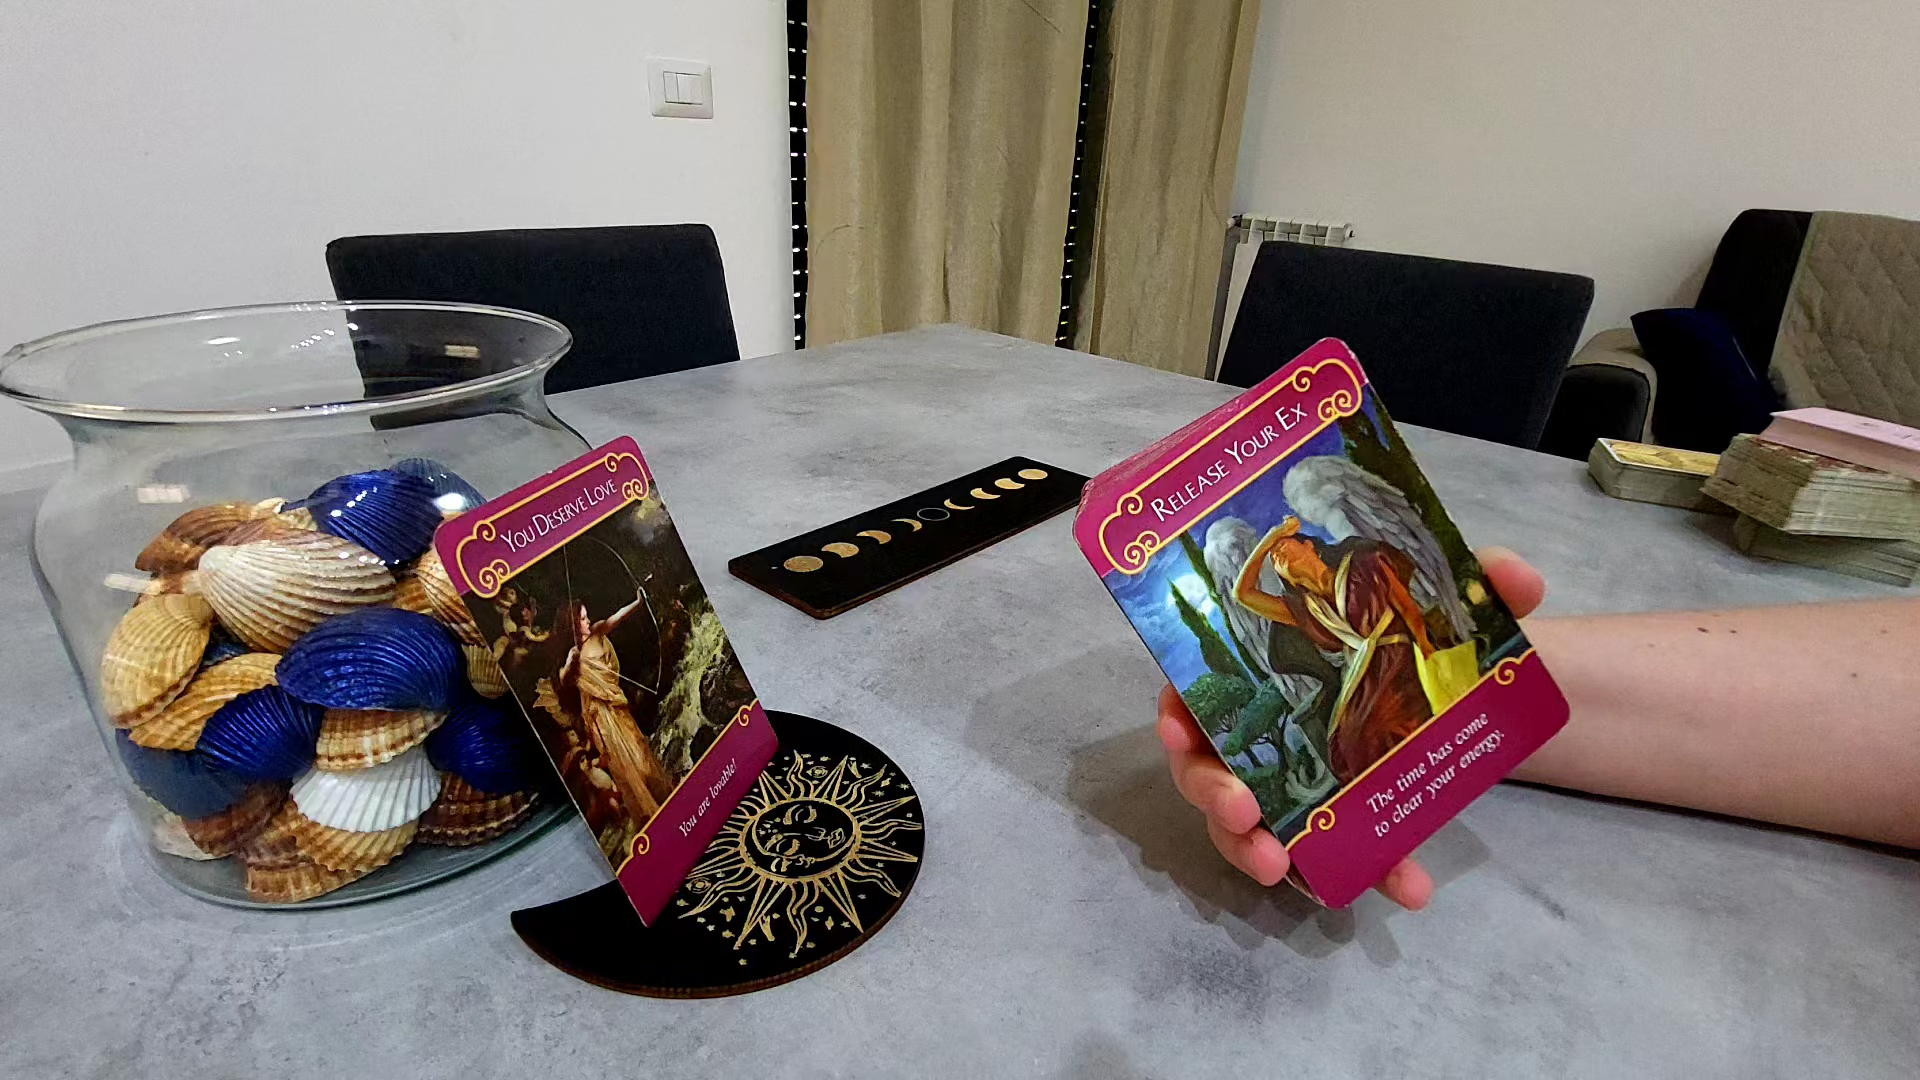 You Deserve Love
You are lovable!
Release Your Ex
The time has come
to clear your energy.